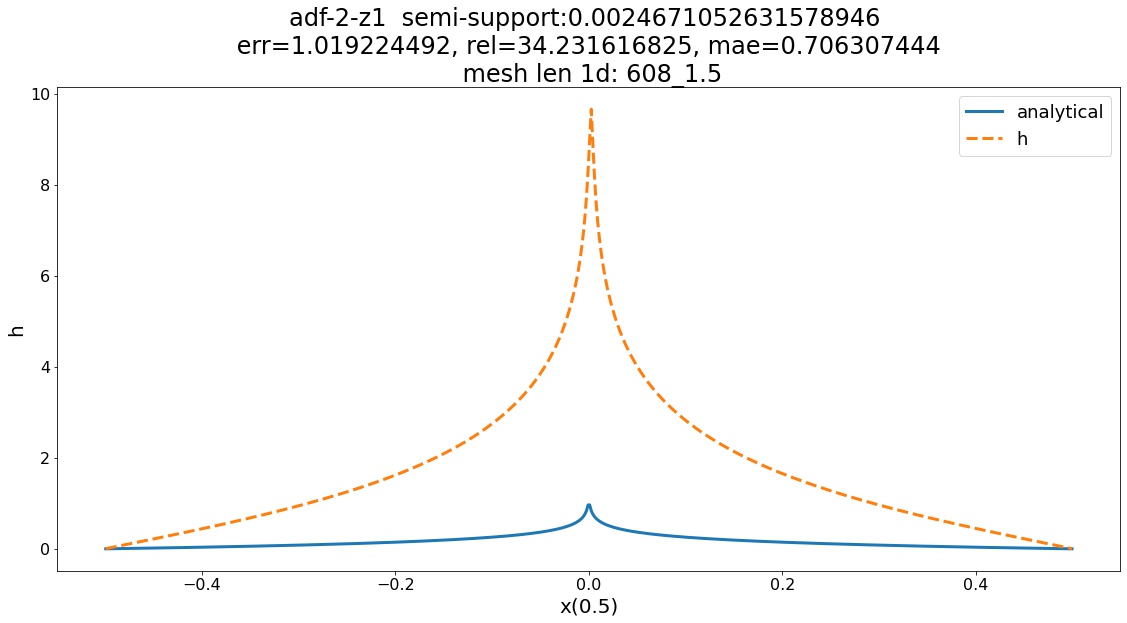 adf-2-z1 semi-support:0.0024671052631578946
err=1.019224492, rel=34.231616825, mae=0.706307444
mesh len 1d: 608_1.5
10
8
6
4
2
0
h
analytical
h
−0.4
−0.2
0.0
0.2
0.4
x(0.5)